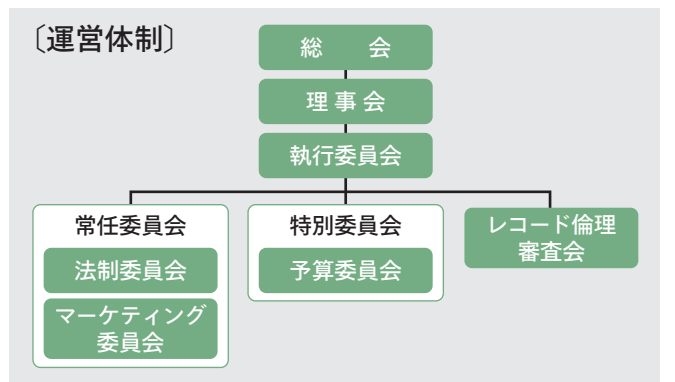 〔運営体制〕
総　会
理事会
執行委員会
常任委員会
法制委員会
マーケティング
委員会
特別委員会
予算委員会
レコード倫理
審査会